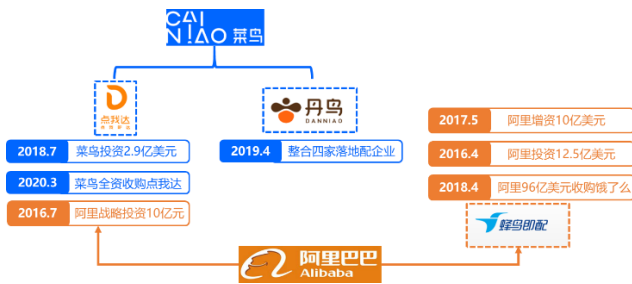 CAI
NIAO 菜鸟
点我达
丹鸟
DANNIAO
2018.7 菜鸟投资2.9亿美元
2020.3 菜鸟全资收购点我达
2016.7 阿里战略投资10亿元
2019.4 整合四家落地配企业
2017.5 阿里增资10亿美元
2016.4 阿里投资12.5亿美元
2018.4 阿里96亿美元收购饿了么
蜂鸟即配
阿里巴巴
Alibaba